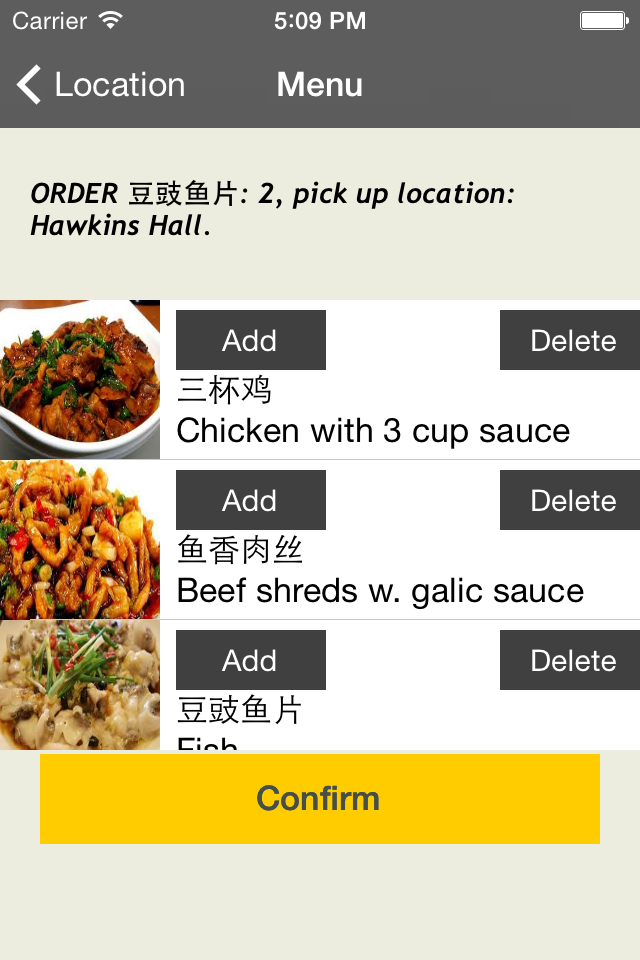 Carrier 5:09 PM
Location Menu
ORDER 豆豉鱼片: 2, pick up location:
Hawkins Hall.
Add Delete
三杯鸡
Chicken with 3 cup sauce
Add Delete
鱼香肉丝
Beef shreds w. galic sauce
Add Delete
豆豉鱼片
Fish
Confirm